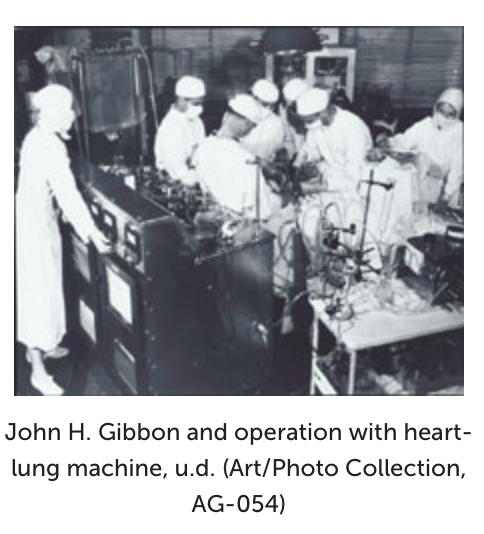 John H. Gibbon and operation with heart-
lung machine, u.d. (Art/Photo Collection,
AG-054)